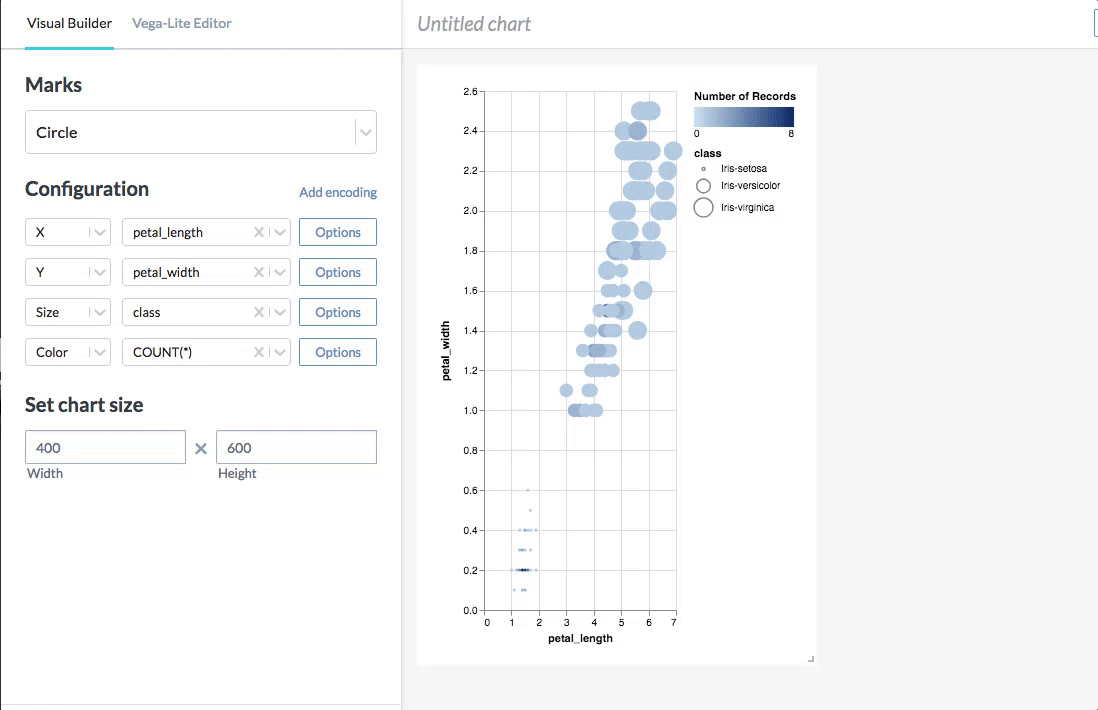 Visual Builder Vega-Lite Editor
Untitled chart
Marks
Circle
Configuration Add encoding
X petal_length Options
Y petal_width Options
Size class Options
Color COUNT(*) Options
Set chart size
400 × 600
Width Height
2.6
2.4
2.2
2.0
1.8
1.6
1.4
1.2
1.0
0.8
0.6
0.4
0.2
0.0
petal_width
0 1 2 3 4 5 6 7
petal_length
Number of Records
0 8
class
Iris-setosa
Iris-versicolor
Iris-virginica